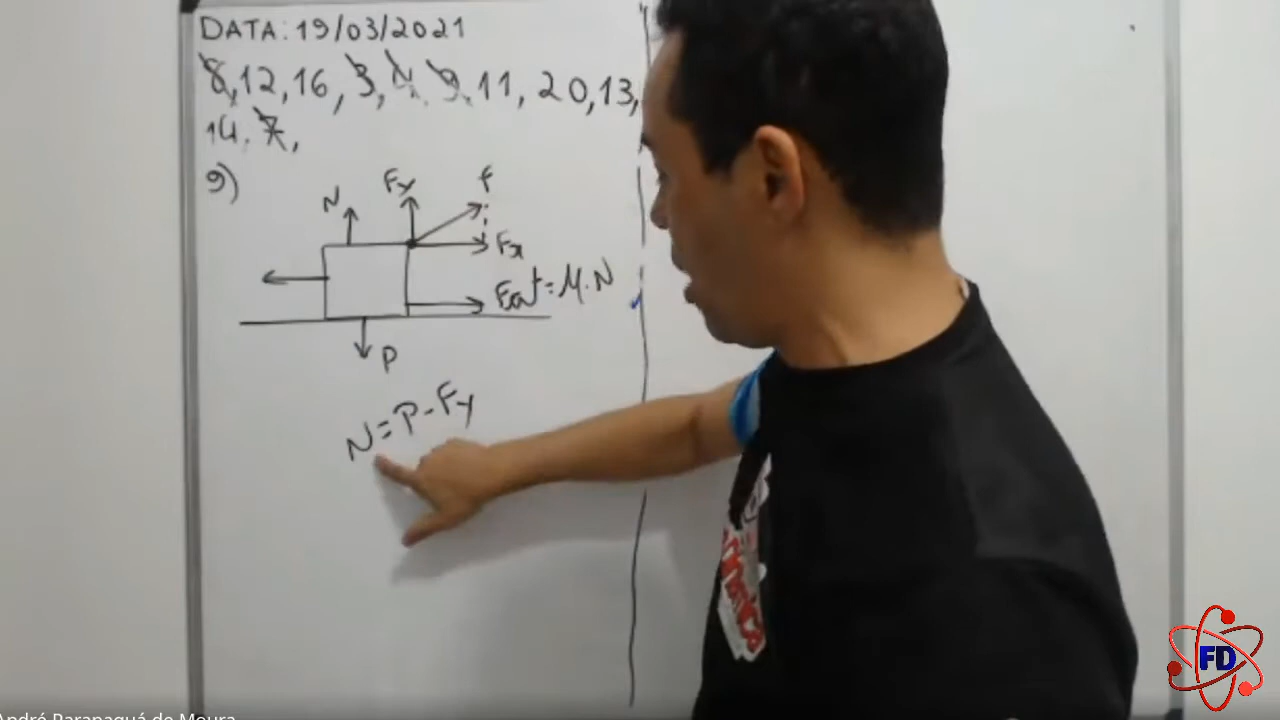 DATA: 19/03/2021
8, 12, 16, 3, 4, 9, 11, 20, 13,
14, 7,
9)
N
Fy
F
Fx
Fat = μ.N
P
N = P - Fy
FD
André Paranaguá de Moura